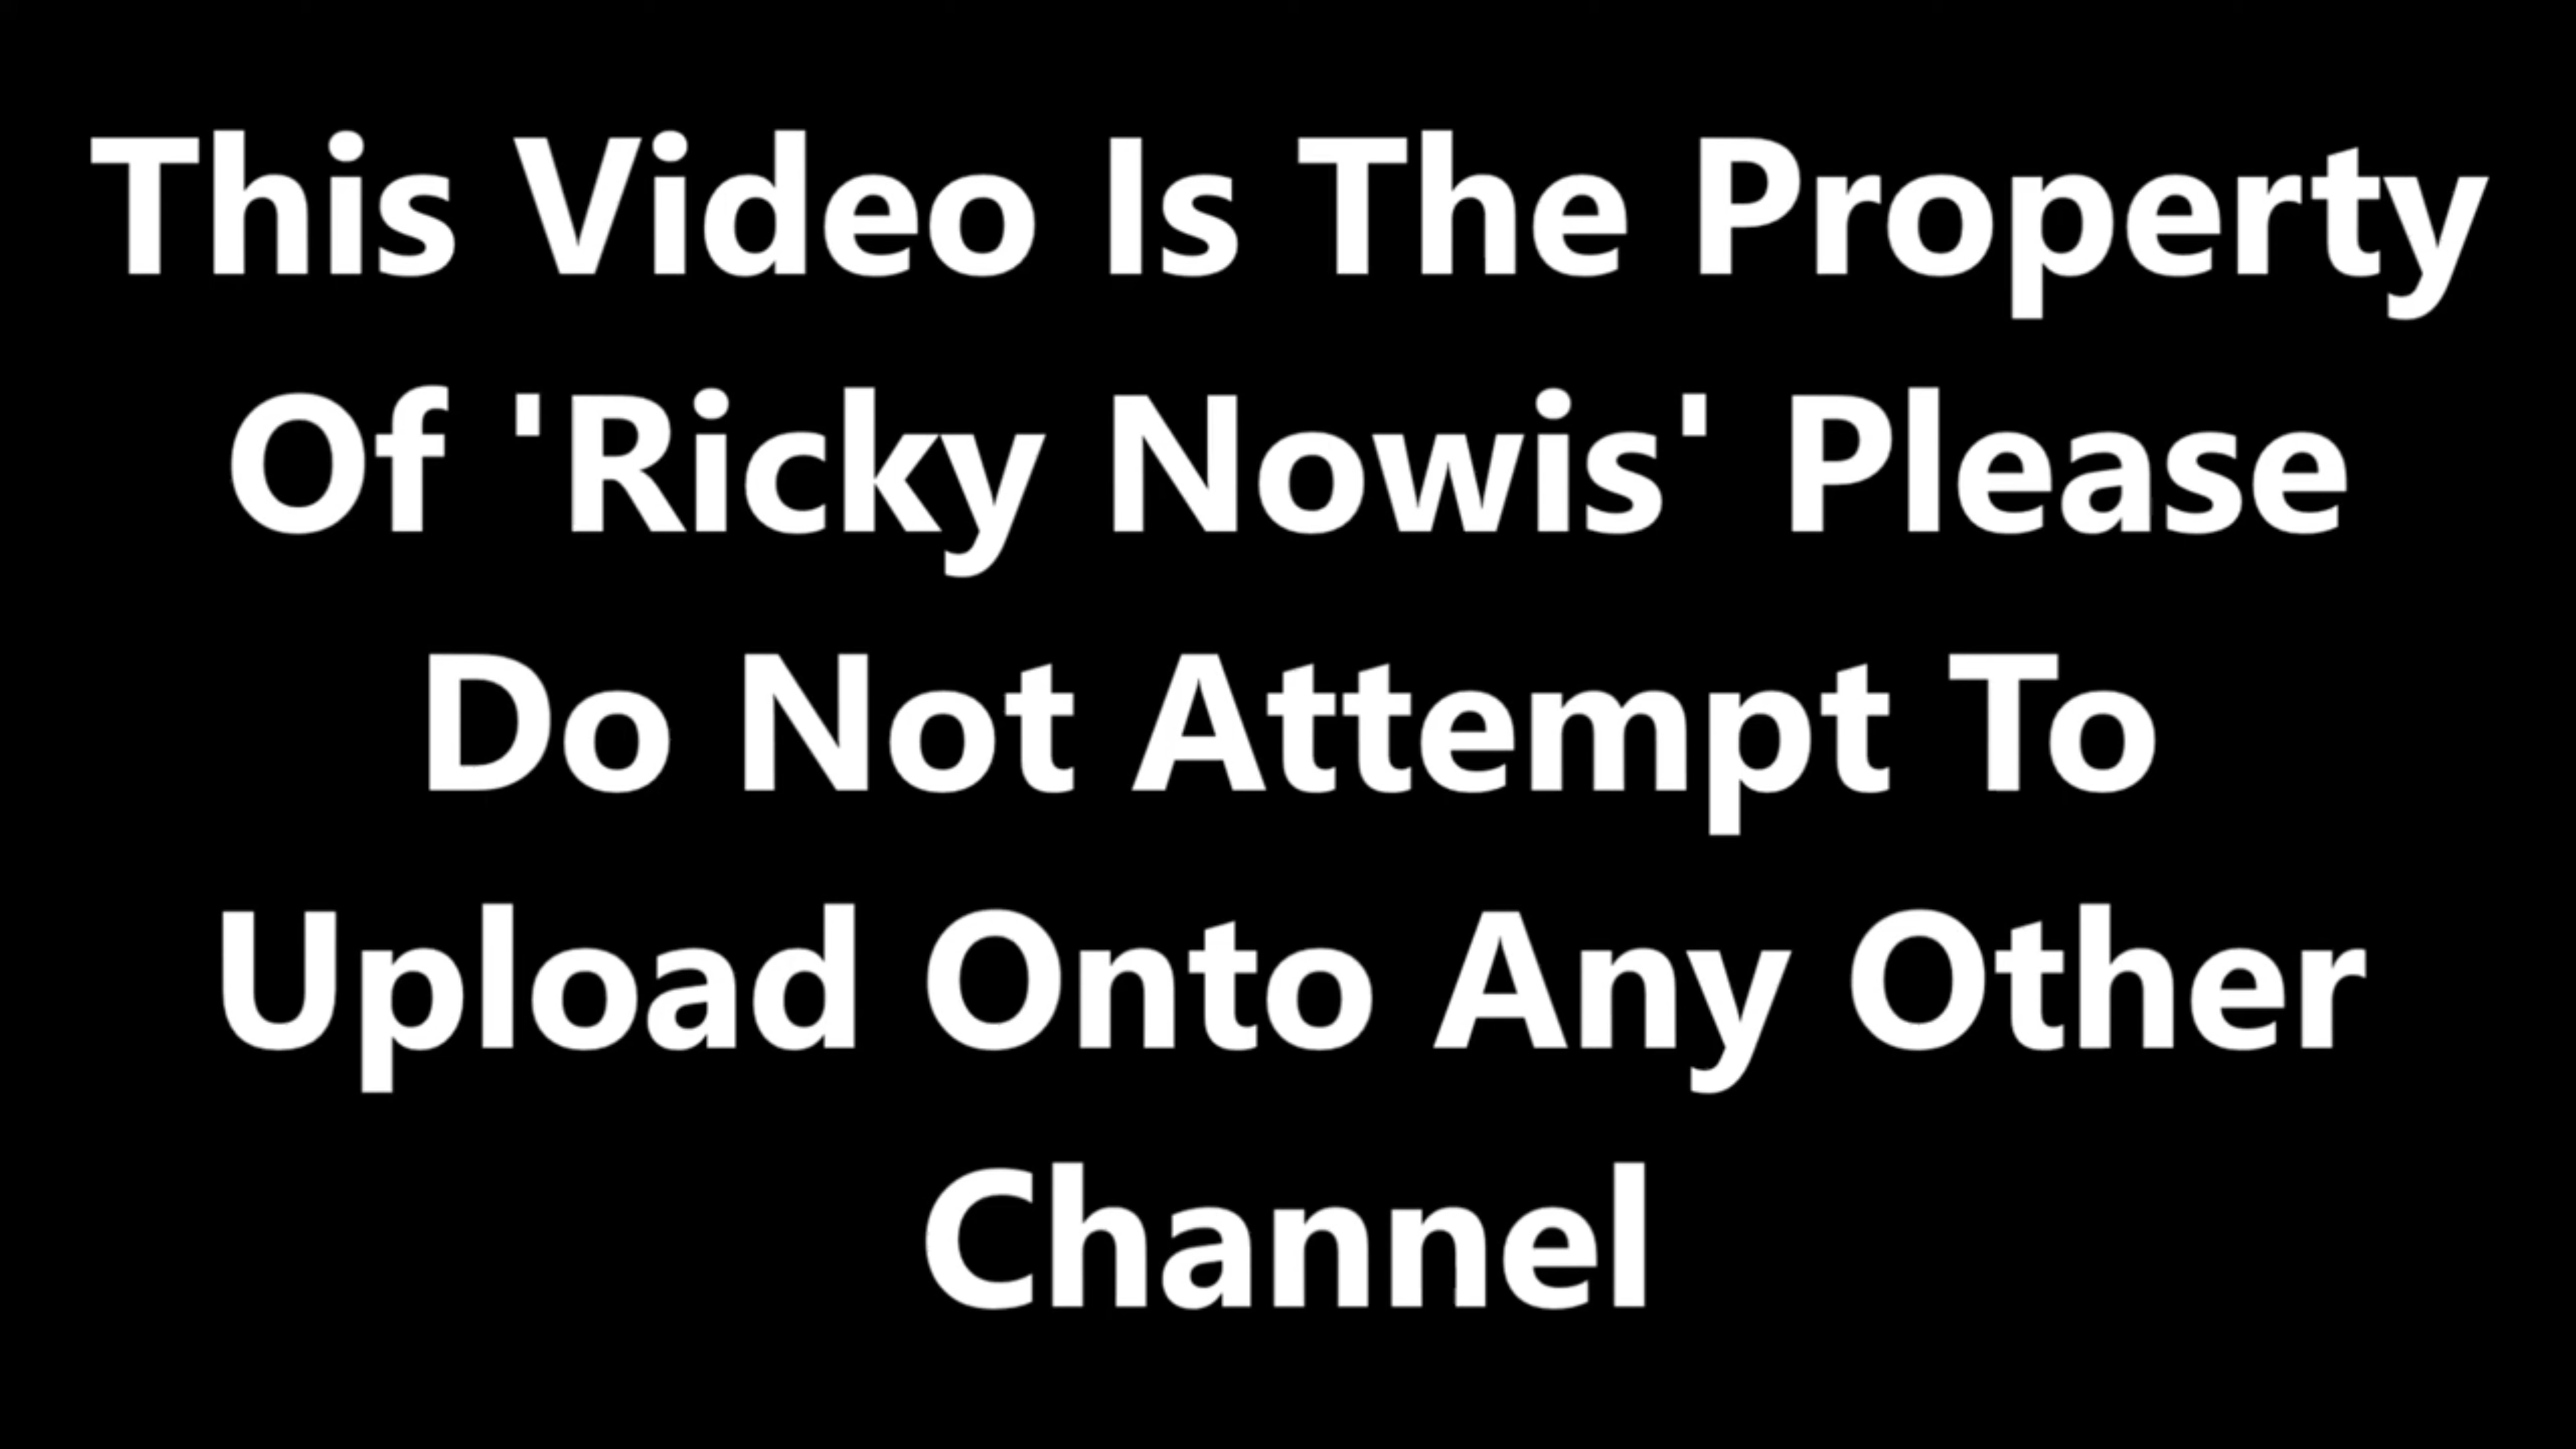 This Video Is The Property
Of 'Ricky Nowis' Please
Do Not Attempt To
Upload Onto Any Other
Channel